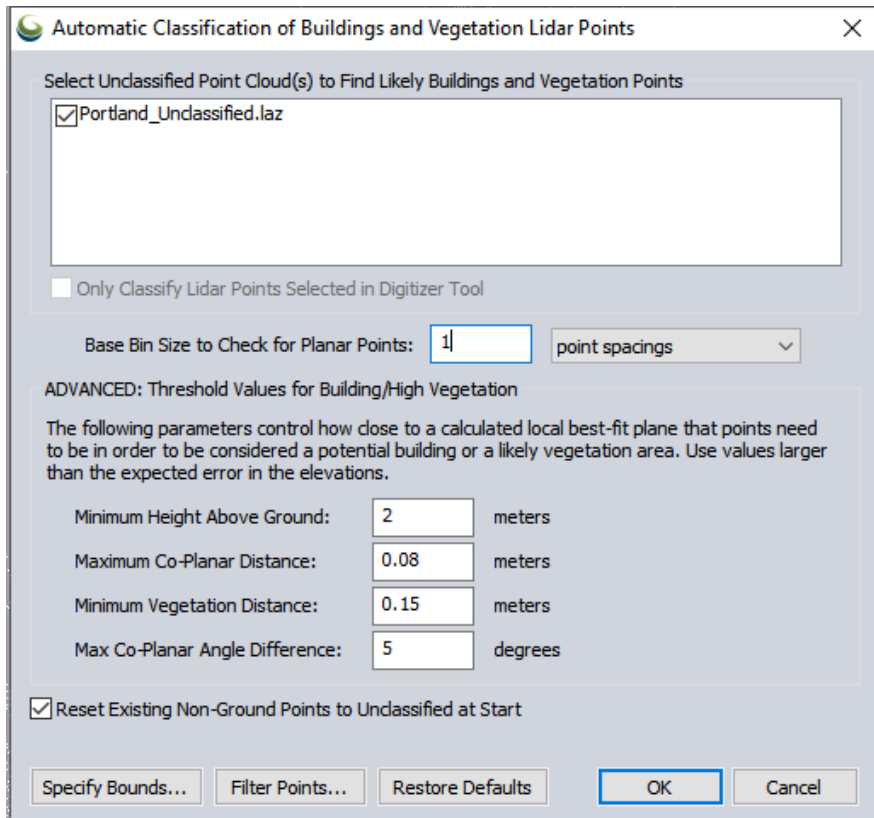 Automatic Classification of Buildings and Vegetation Lidar Points
Select Unclassified Point Cloud(s) to Find Likely Buildings and Vegetation Points
Portland_Unclassified.laz
Only Classify Lidar Points Selected in Digitizer Tool
Base Bin Size to Check for Planar Points: 1 point spacings
ADVANCED: Threshold Values for Building/High Vegetation
The following parameters control how close to a calculated local best-fit plane that points need
to be in order to be considered a potential building or a likely vegetation area. Use values larger
than the expected error in the elevations.
Minimum Height Above Ground: 2 meters
Maximum Co-Planar Distance: 0.08 meters
Minimum Vegetation Distance: 0.15 meters
Max Co-Planar Angle Difference: 5 degrees
Reset Existing Non-Ground Points to Unclassified at Start
Specify Bounds... Filter Points... Restore Defaults OK Cancel